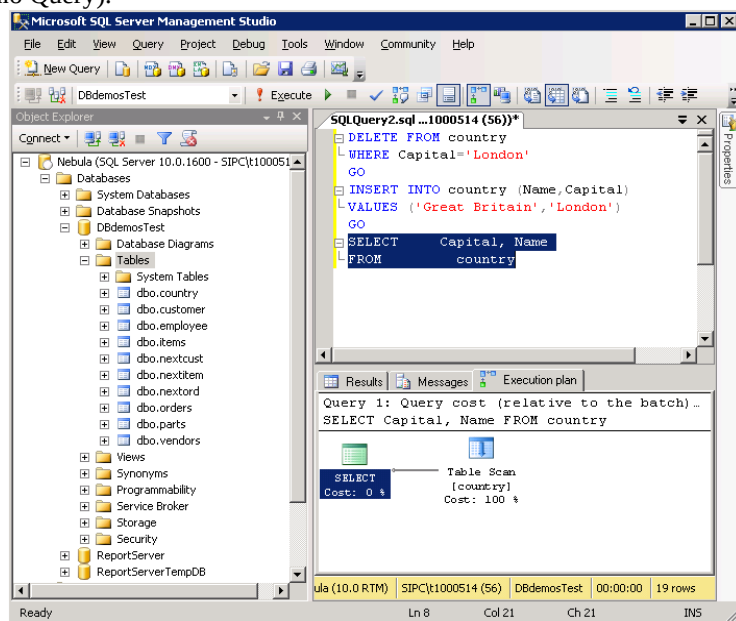 no Query).
Microsoft SQL Server Management Studio
File Edit View Query Project Debug Tools Window Community Help
New Query
DBdemosTest Execute
Object Explorer
Connect
Nebula (SQL Server 10.0.1600 - SIPC\t10051
Databases
System Databases
Database Snapshots
DBdemosTest
Database Diagrams
Tables
System Tables
dbo.country
dbo.customer
dbo.employee
dbo.items
dbo.nextcust
dbo.nextitem
dbo.nextord
dbo.orders
dbo.parts
dbo.vendors
Views
Synonyms
Programmability
Service Broker
Storage
Security
ReportServer
ReportServerTempDB
SQLQuery2.sql ...1000514 (56))*
DELETE FROM country
WHERE Capital='London'
GO
INSERT INTO country (Name,Capital)
VALUES ('Great Britain','London')
GO
SELECT Capital, Name
FROM country
Results Messages Execution plan
Query 1: Query cost (relative to the batch)…
SELECT Capital, Name FROM country
SELECT
Cost: 0 %
Table Scan
[country]
Cost: 100 %
ula (10.0 RTM) SIPC\t1000514 (56) DBdemosTest 00:00:00 19 rows
Properties
Ready Ln 8 Col 21 Ch 21 INS